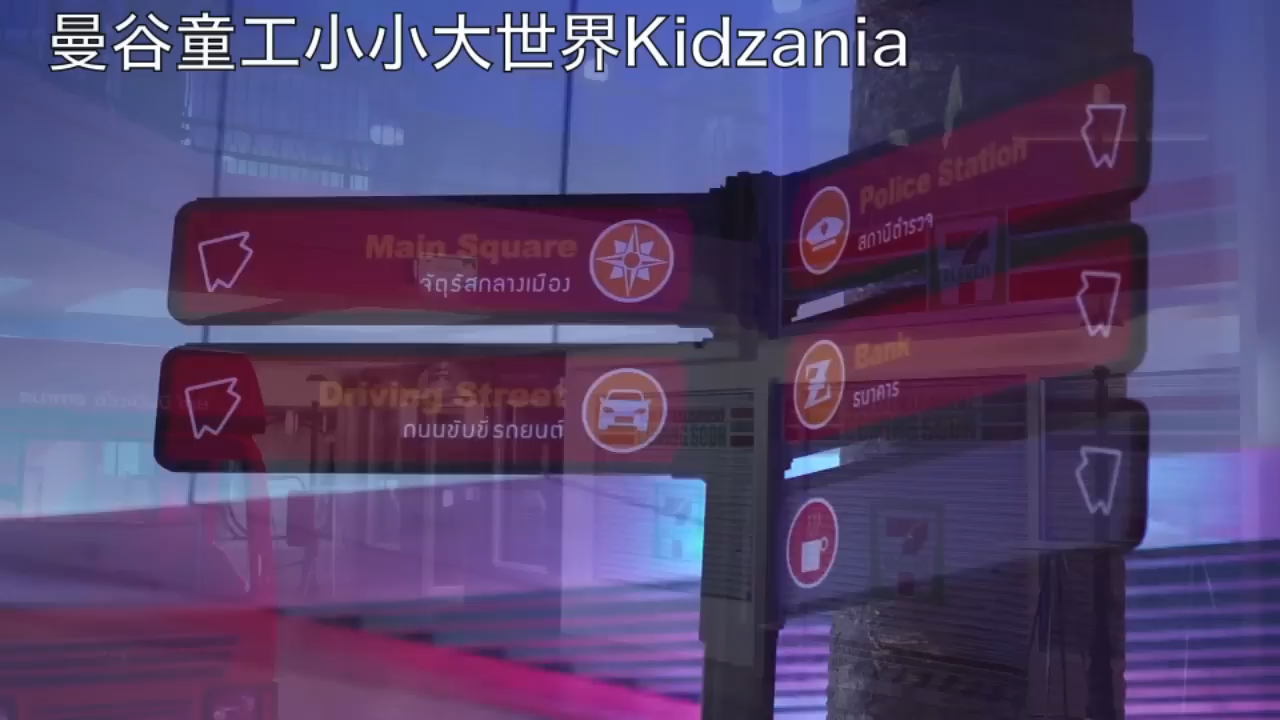 曼谷童工小小大世界Kidzania
Police Station
สถานีตำรวจ
Main Square
จัตุรัสกลางเมือง
7
ELEVEN
Bank
ธนาคาร
Driving Street
ถนนขับขี่รถยนต์
7